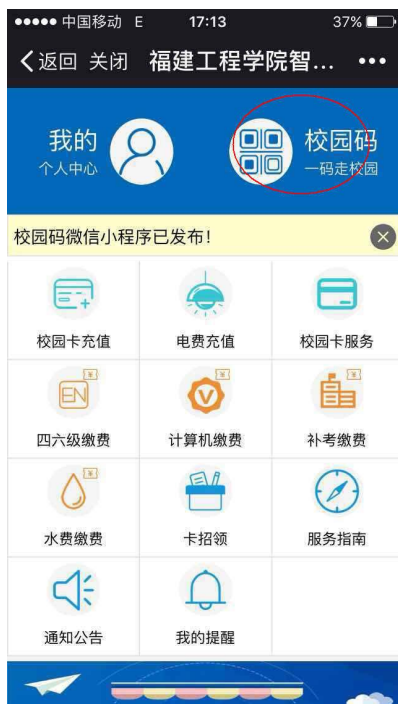 中国移动 E 17:13 37%
返回 关闭 福建工程学院智...
我的
个人中心
校园码
一码走校园
校园码微信小程序已发布!
校园卡充值 电费充值 校园卡服务
EN
V
四六级缴费 计算机缴费 补考缴费
水费缴费 卡招领 服务指南
通知公告 我的提醒